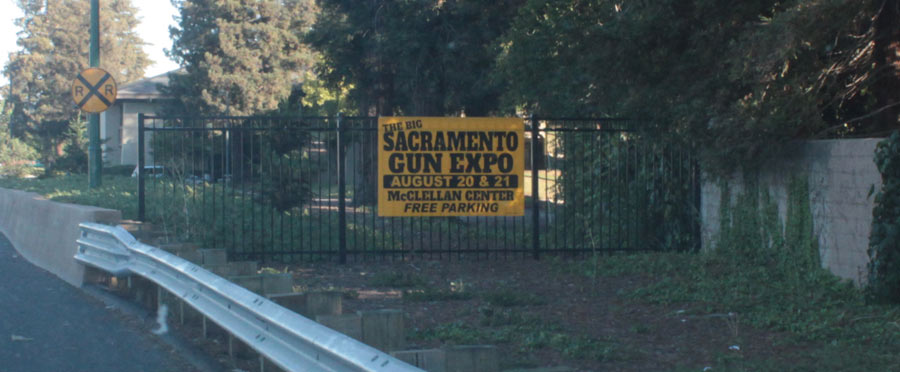 R R
THE BIG
SACRAMENTO
GUN EXPO
AUGUST 20 & 21
McCLELLAN CENTER
FREE PARKING